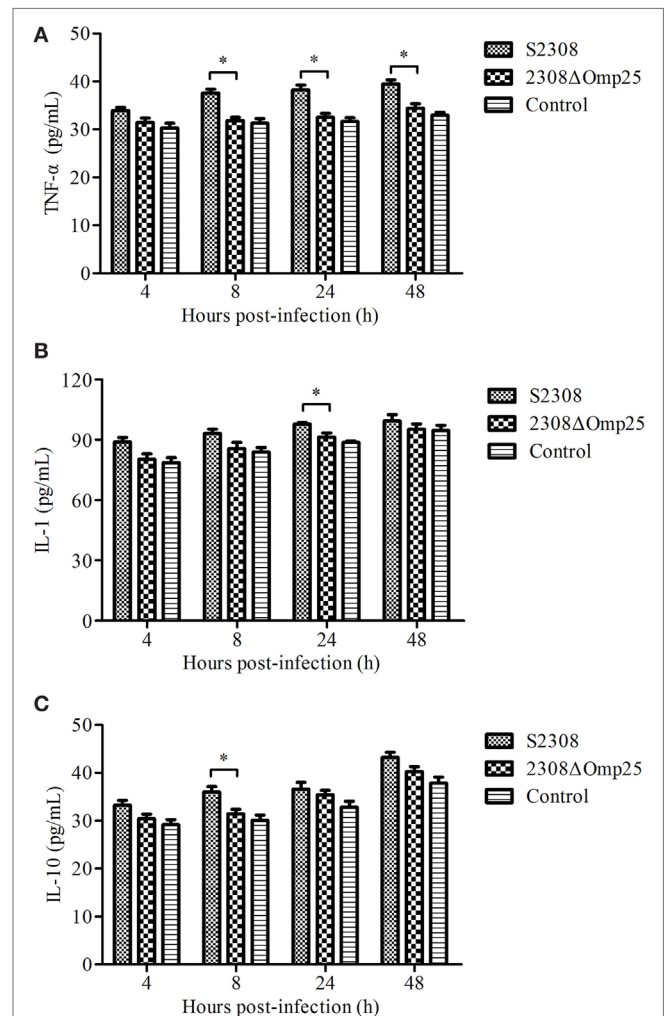 A
TNF-α (pg/mL)
50
40
30
20
10
0
* * *
4 8 24 48
Hours post-infection (h)
S2308
2308ΔOmp25
Control
B
IL-1 (pg/mL)
120
90
60
30
0
*
4 8 24 48
Hours post-infection (h)
S2308
2308ΔOmp25
Control
C
IL-10 (pg/mL)
50
40
30
20
10
0
*
4 8 24 48
Hours post-infection (h)
S2308
2308ΔOmp25
Control